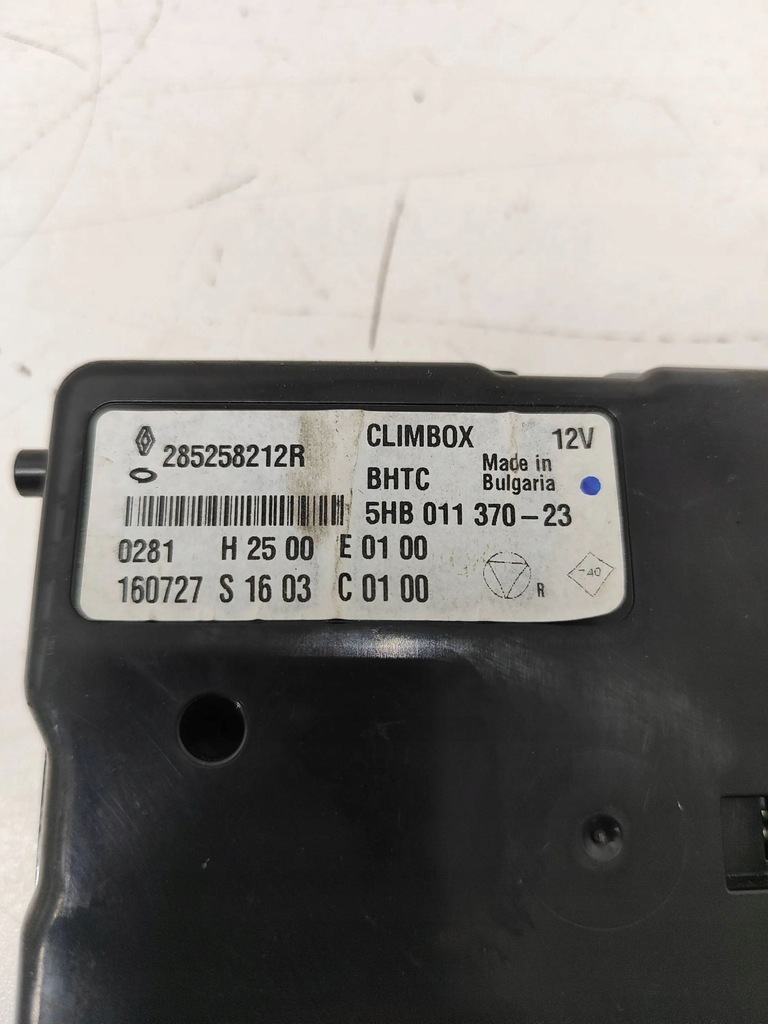 285258212R CLIMBOX 12V
BHTC Made in
Bulgaria
5HB 011 370-23
0281 H 25 00 E 01 00
160727 S 16 03 C 01 00
R
-40